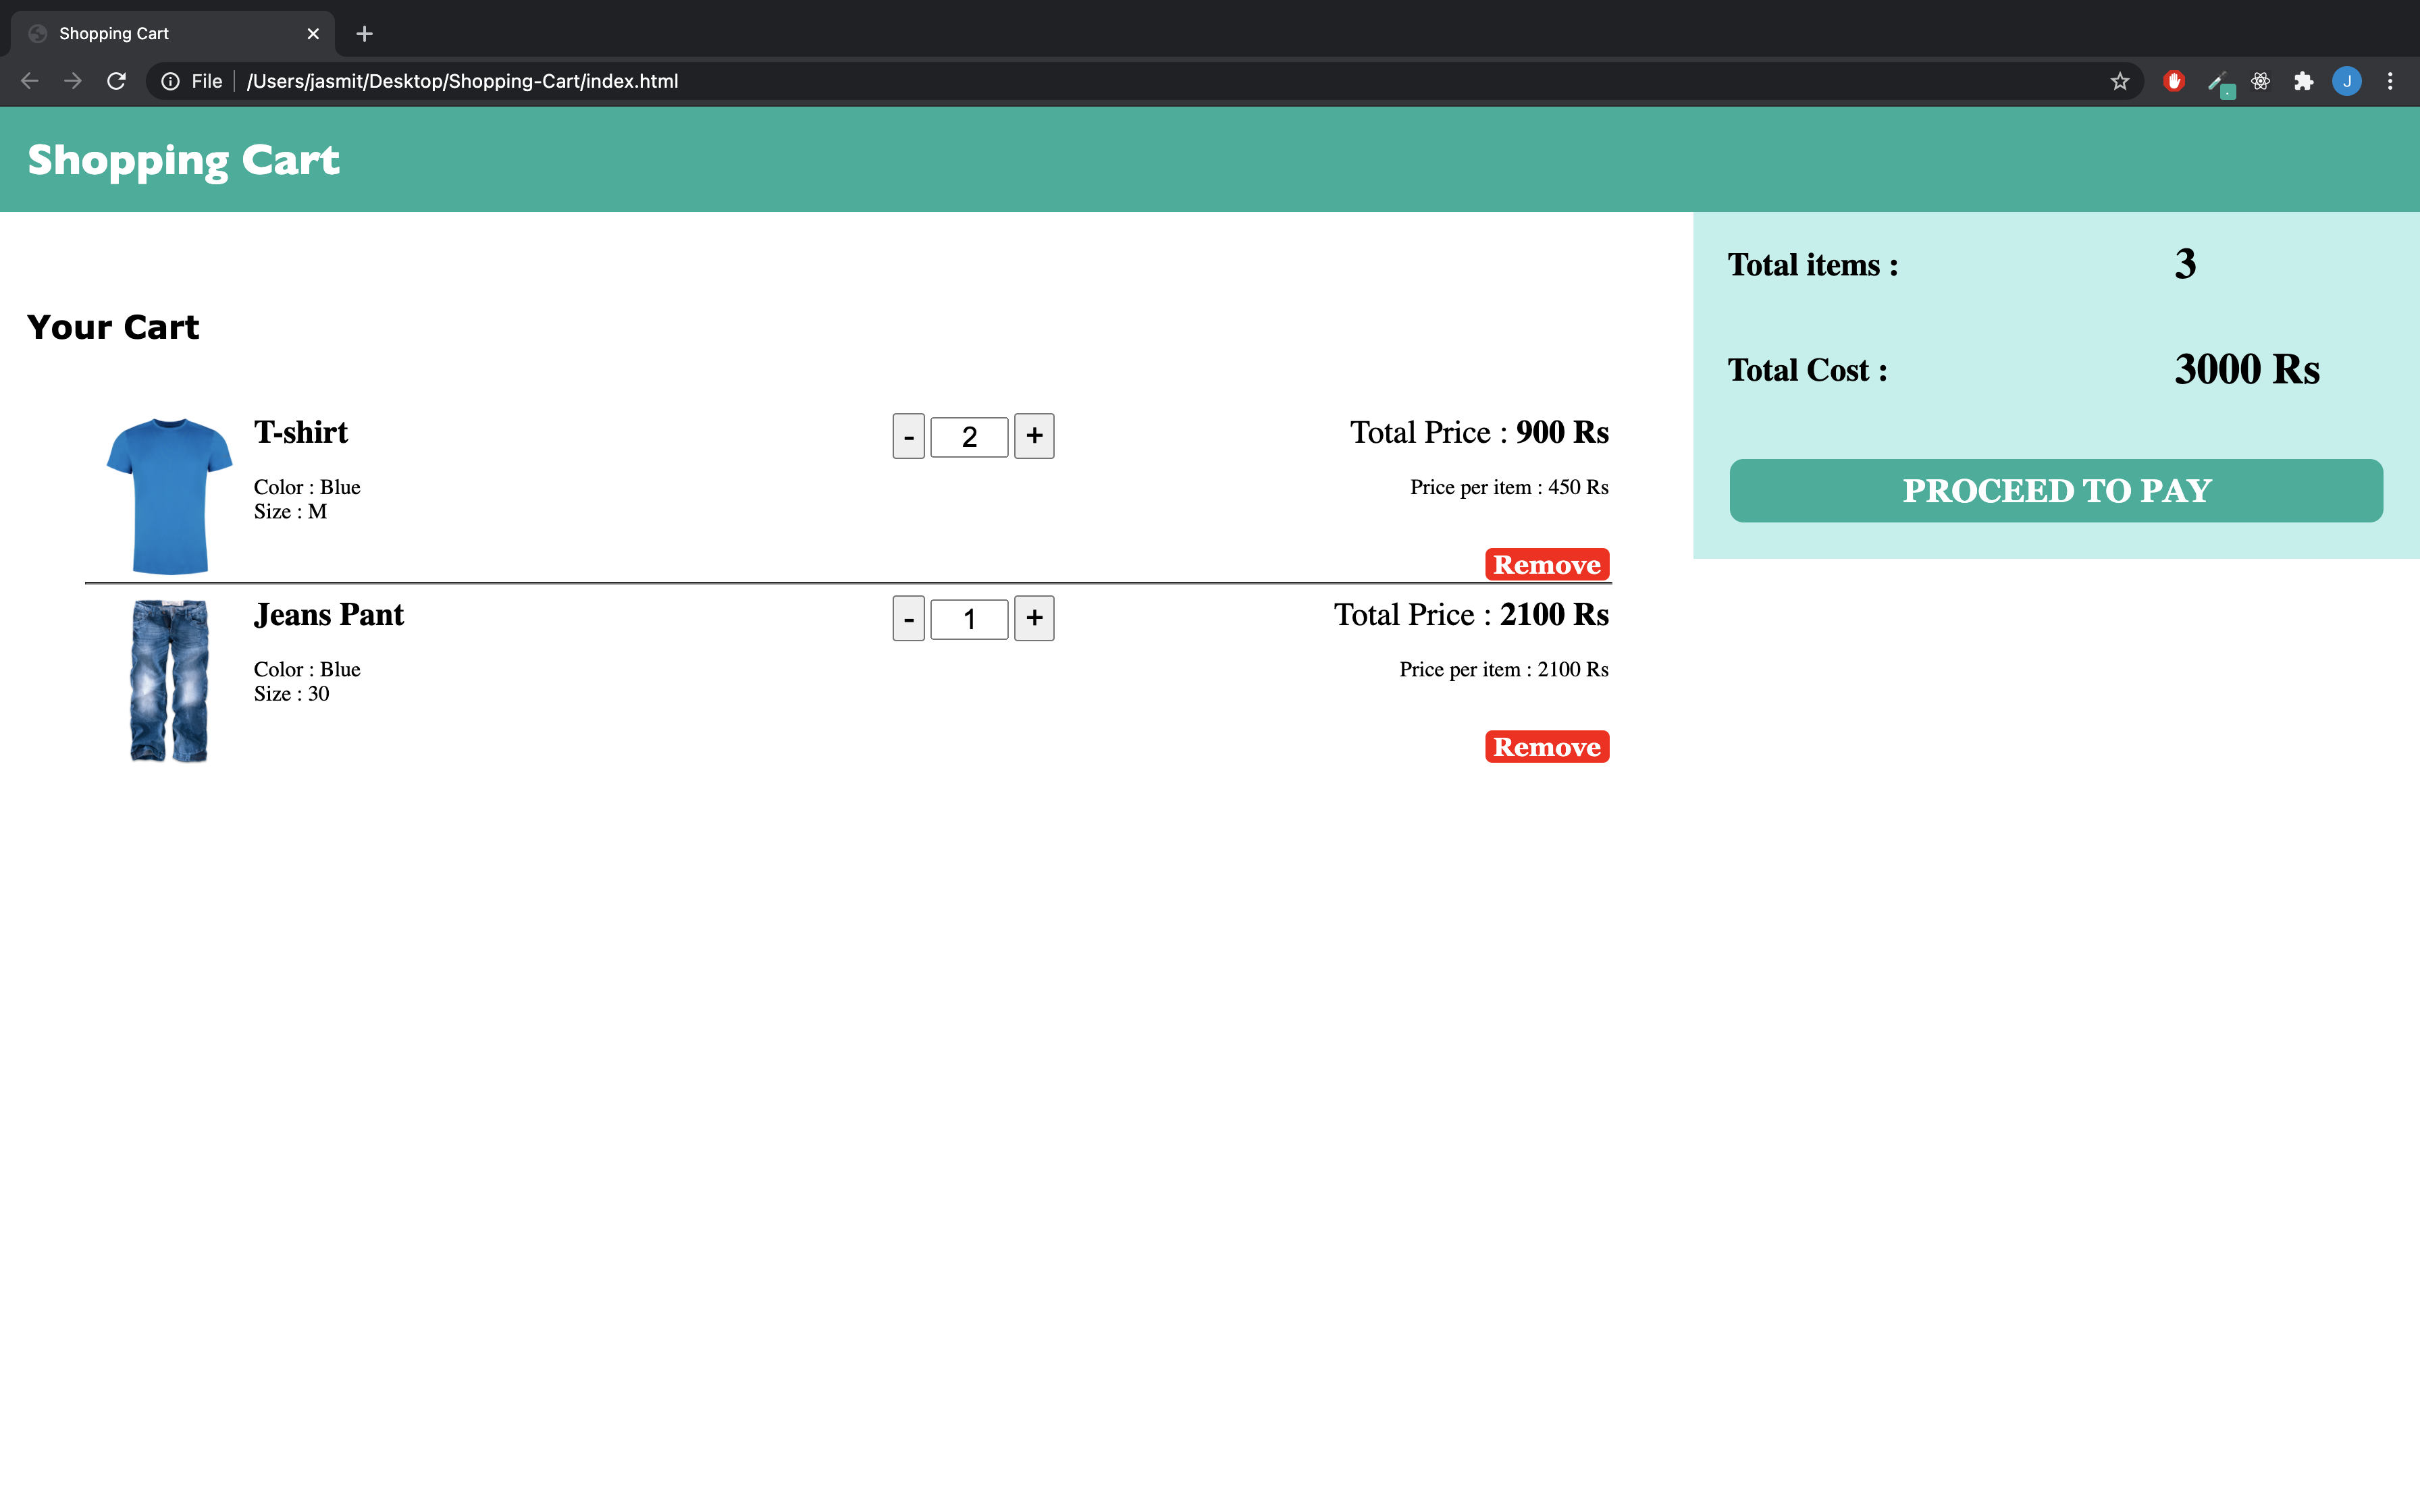 Shopping Cart
File /Users/jasmit/Desktop/Shopping-Cart/index.html
J
Shopping Cart
Your Cart
T-shirt
Color : Blue
Size : M
- 2 +
Total Price : 900 Rs
Price per item : 450 Rs
Remove
Jeans Pant
Color : Blue
Size : 30
- 1 +
Total Price : 2100 Rs
Price per item : 2100 Rs
Remove
Total items : 3
Total Cost : 3000 Rs
PROCEED TO PAY